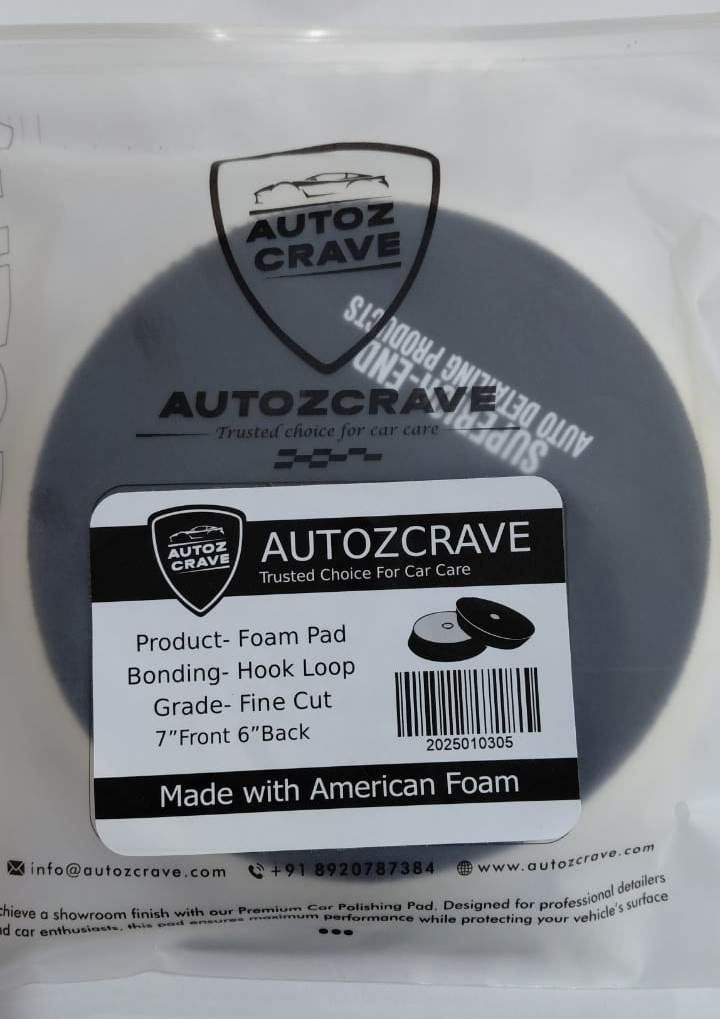 AUTOZ
CRAVE
SUPER HIGH-END
AUTO DETAILING PRODUCTS
AUTOZCRAVE
Trusted choice for car care
AUTOZ
CRAVE
AUTOZCRAVE
Trusted Choice For Car Care
Product- Foam Pad
Bonding- Hook Loop
Grade- Fine Cut
7”Front 6”Back
2025010305
Made with American Foam
info@autozcrave.com +91 8920787384 www.autozcrave.com
chieve a showroom finish with our Premium Car Polishing Pad. Designed for professional detailers
d car enthusiasts, this pad ensures maximum performance while protecting your vehicle's surface